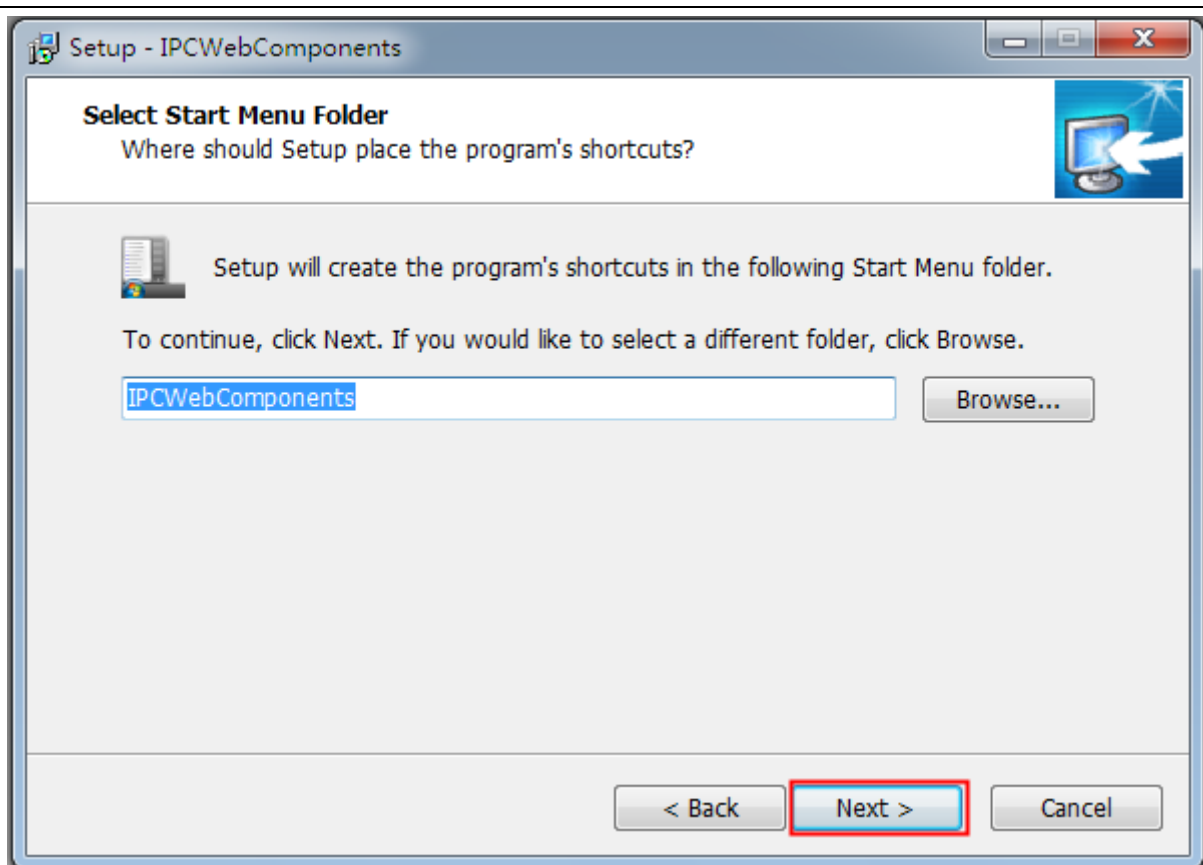 Setup - IPCWebComponents
Select Start Menu Folder
Where should Setup place the program's shortcuts?
Setup will create the program's shortcuts in the following Start Menu folder.
To continue, click Next. If you would like to select a different folder, click Browse.
IPCWebComponents
Browse...
< Back
Next >
Cancel